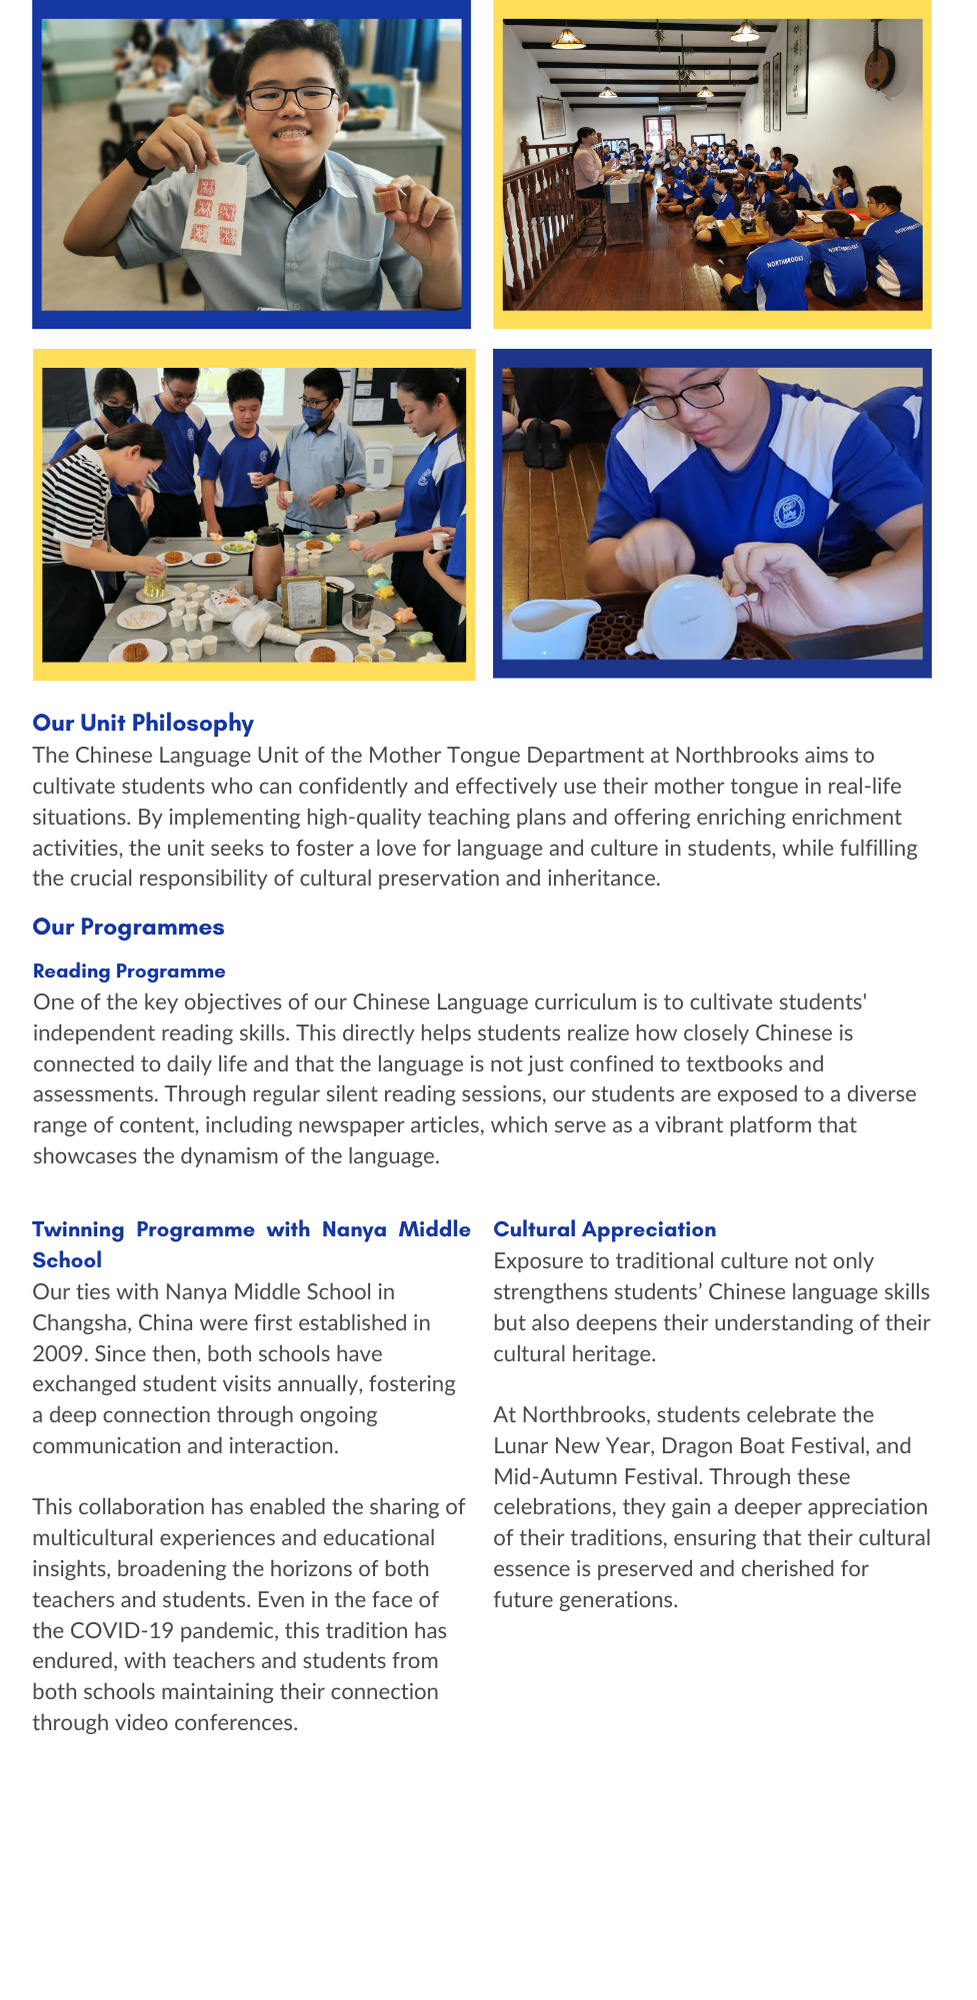 NORTHBROOKS
NORTHBROOKS
Our Unit Philosophy
The Chinese Language Unit of the Mother Tongue Department at Northbrooks aims to
cultivate students who can confidently and effectively use their mother tongue in real-life
situations. By implementing high-quality teaching plans and offering enriching enrichment
activities, the unit seeks to foster a love for language and culture in students, while fulfilling
the crucial responsibility of cultural preservation and inheritance.
Our Programmes
Reading Programme
One of the key objectives of our Chinese Language curriculum is to cultivate students'
independent reading skills. This directly helps students realize how closely Chinese is
connected to daily life and that the language is not just confined to textbooks and
assessments. Through regular silent reading sessions, our students are exposed to a diverse
range of content, including newspaper articles, which serve as a vibrant platform that
showcases the dynamism of the language.
Twinning Programme with Nanya Middle
School
Our ties with Nanya Middle School in
Changsha, China were first established in
2009. Since then, both schools have
exchanged student visits annually, fostering
a deep connection through ongoing
communication and interaction.
This collaboration has enabled the sharing of
multicultural experiences and educational
insights, broadening the horizons of both
teachers and students. Even in the face of
the COVID-19 pandemic, this tradition has
endured, with teachers and students from
both schools maintaining their connection
through video conferences.
Cultural Appreciation
Exposure to traditional culture not only
strengthens students’ Chinese language skills
but also deepens their understanding of their
cultural heritage.
At Northbrooks, students celebrate the
Lunar New Year, Dragon Boat Festival, and
Mid-Autumn Festival. Through these
celebrations, they gain a deeper appreciation
of their traditions, ensuring that their cultural
essence is preserved and cherished for
future generations.